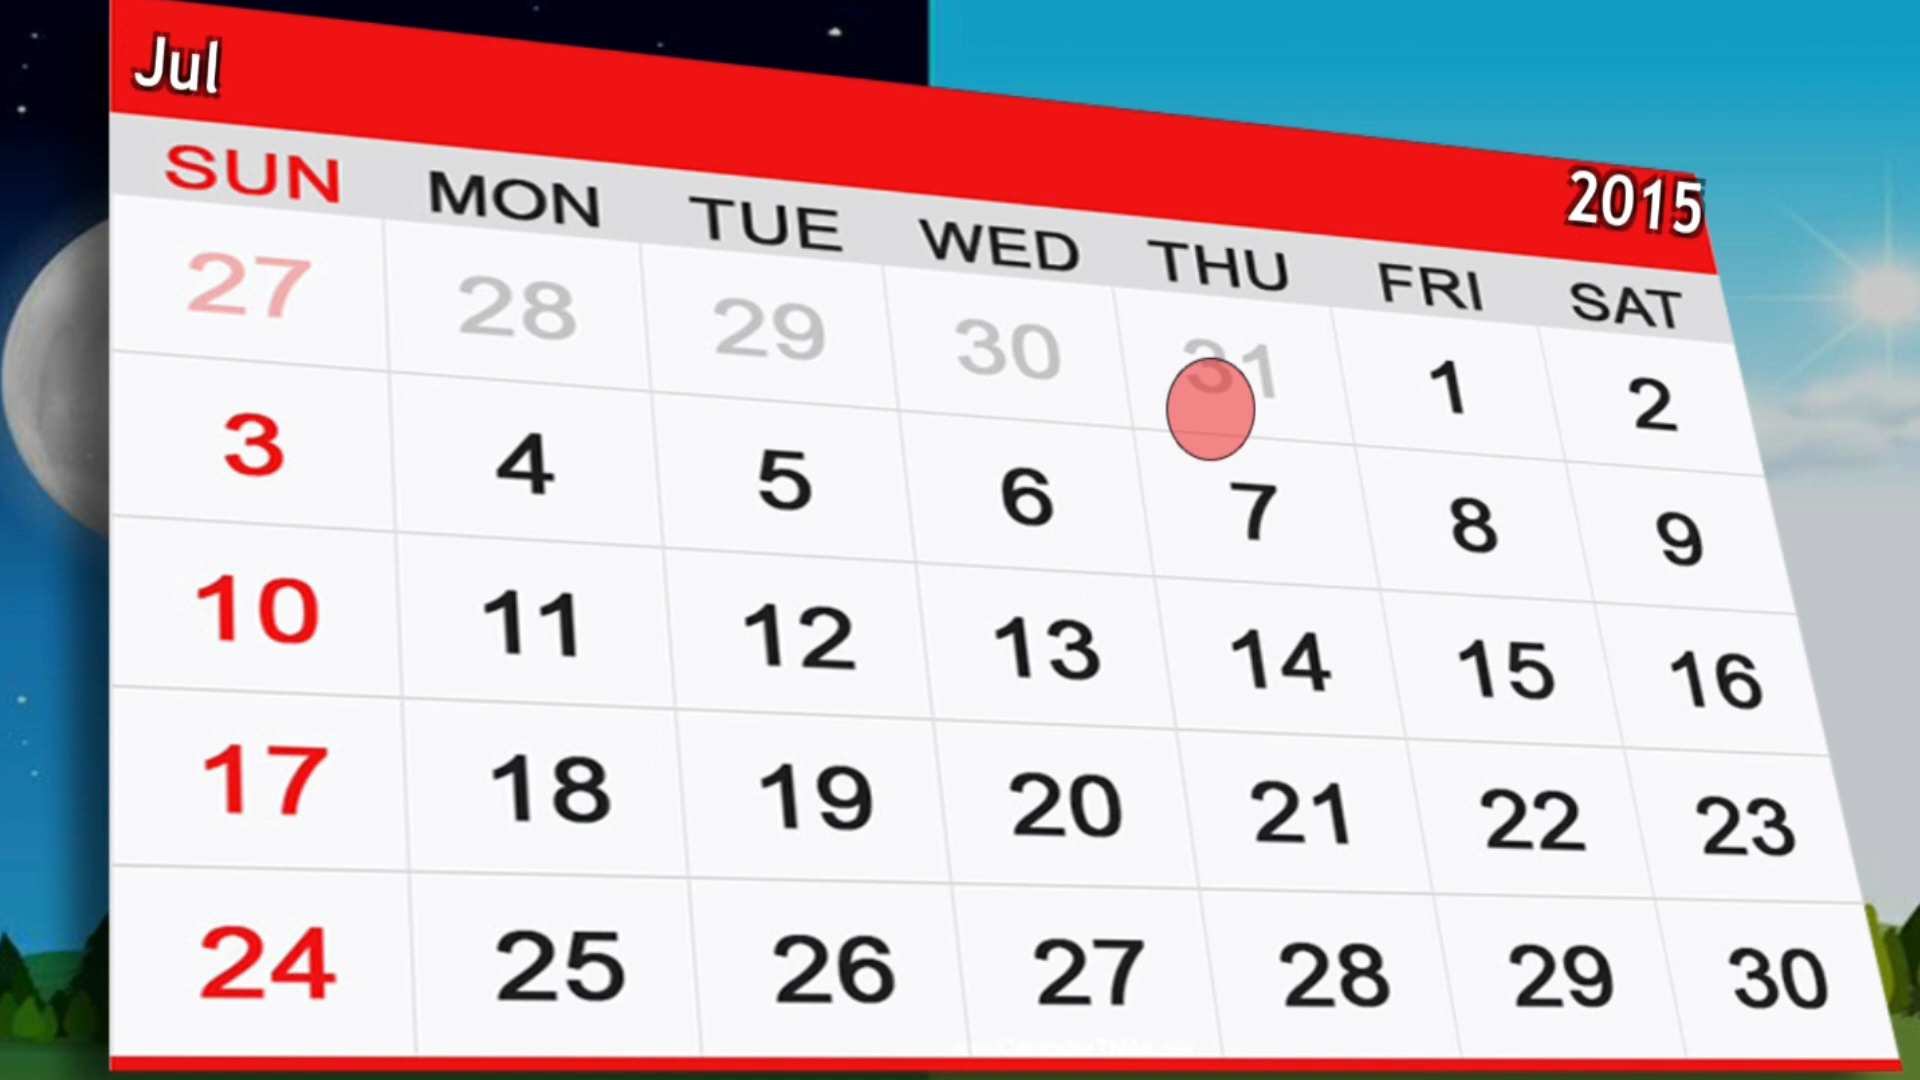 Jul
2015
SUN MON TUE WED THU FRI SAT
27 28 29 30 31 1 2
3 4 5 6 7 8 9
10 11 12 13 14 15 16
17 18 19 20 21 22 23
24 25 26 27 28 29 30